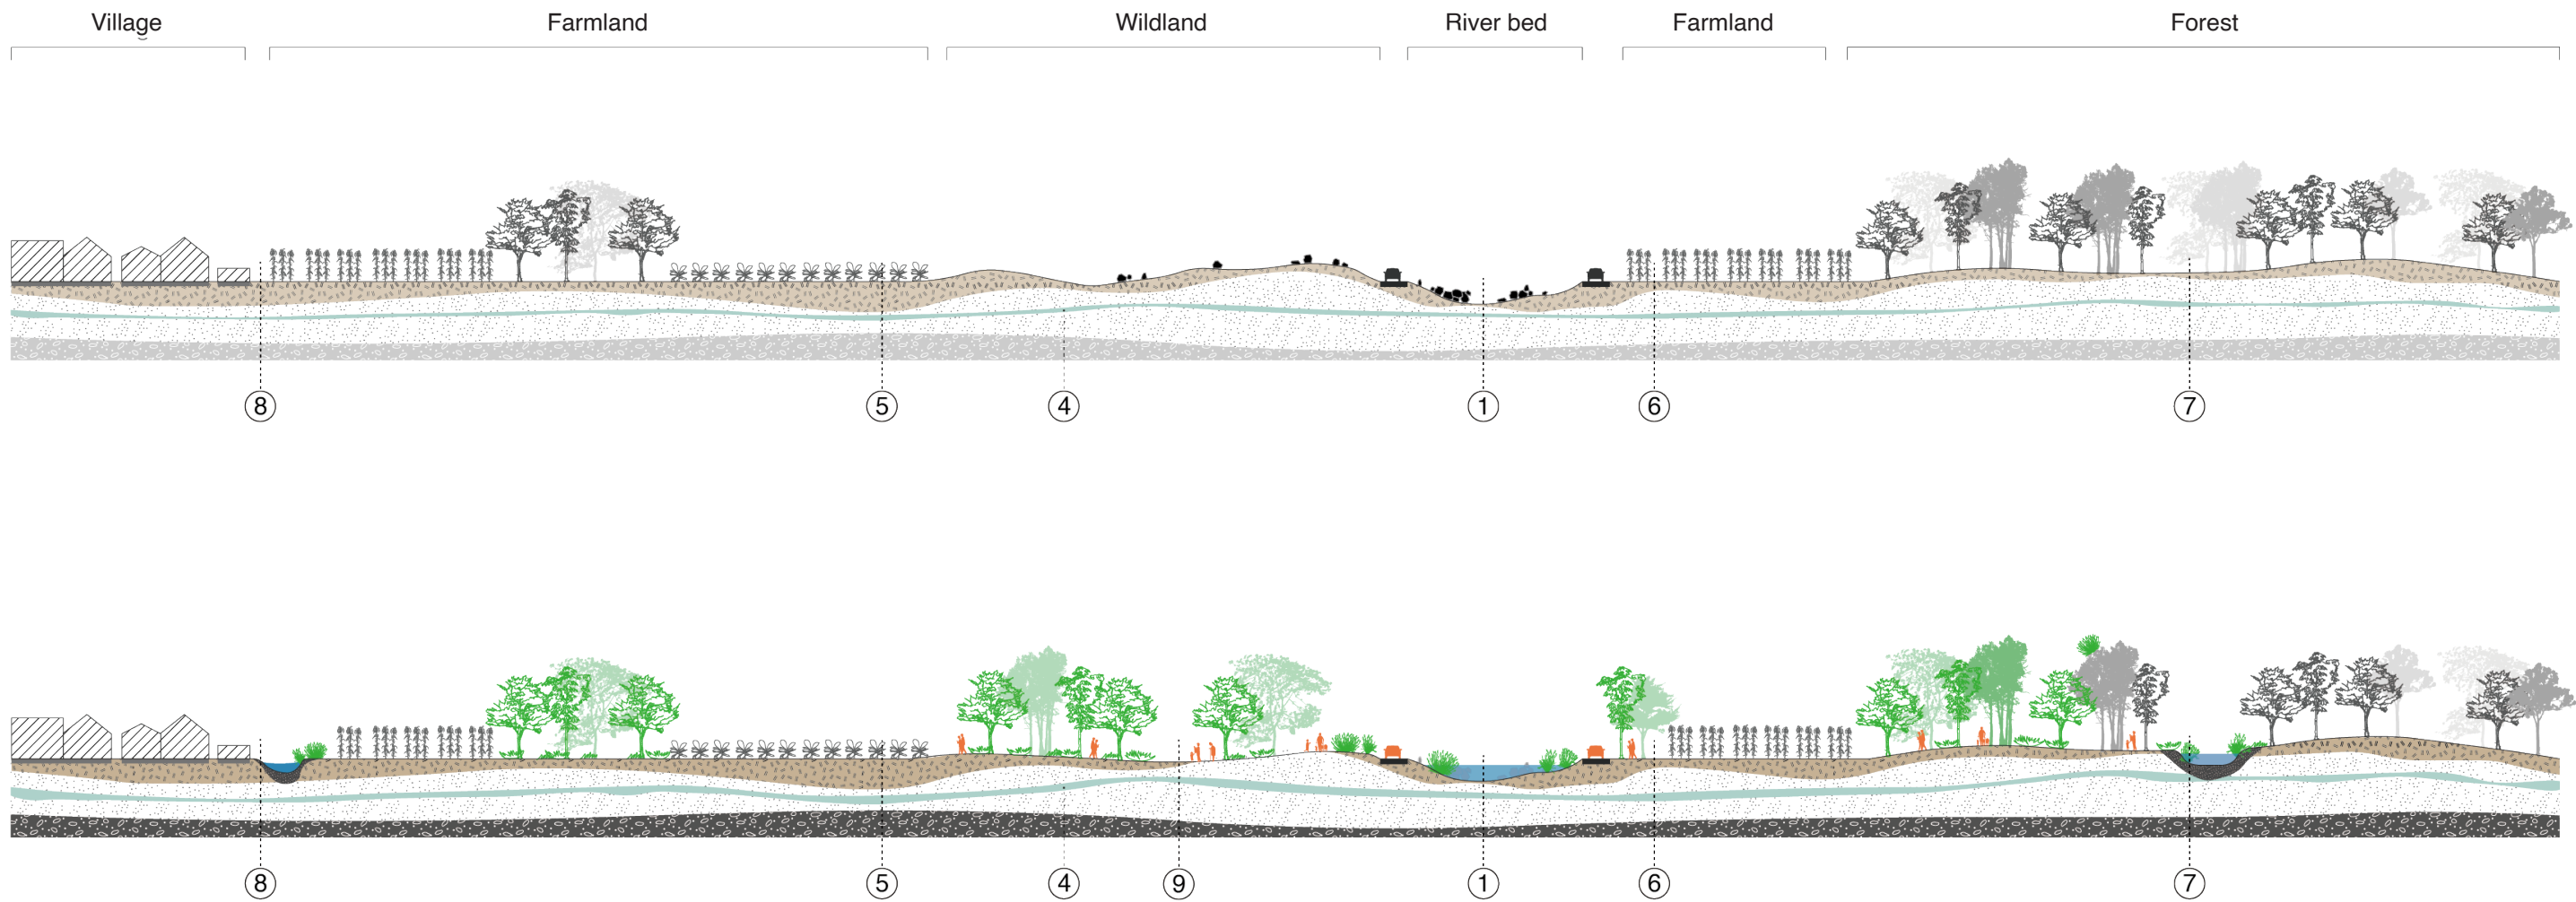 Village Farmland Wildland River bed Farmland Forest
8 5 4 1 6 7
8 5 4 9 1 6 7